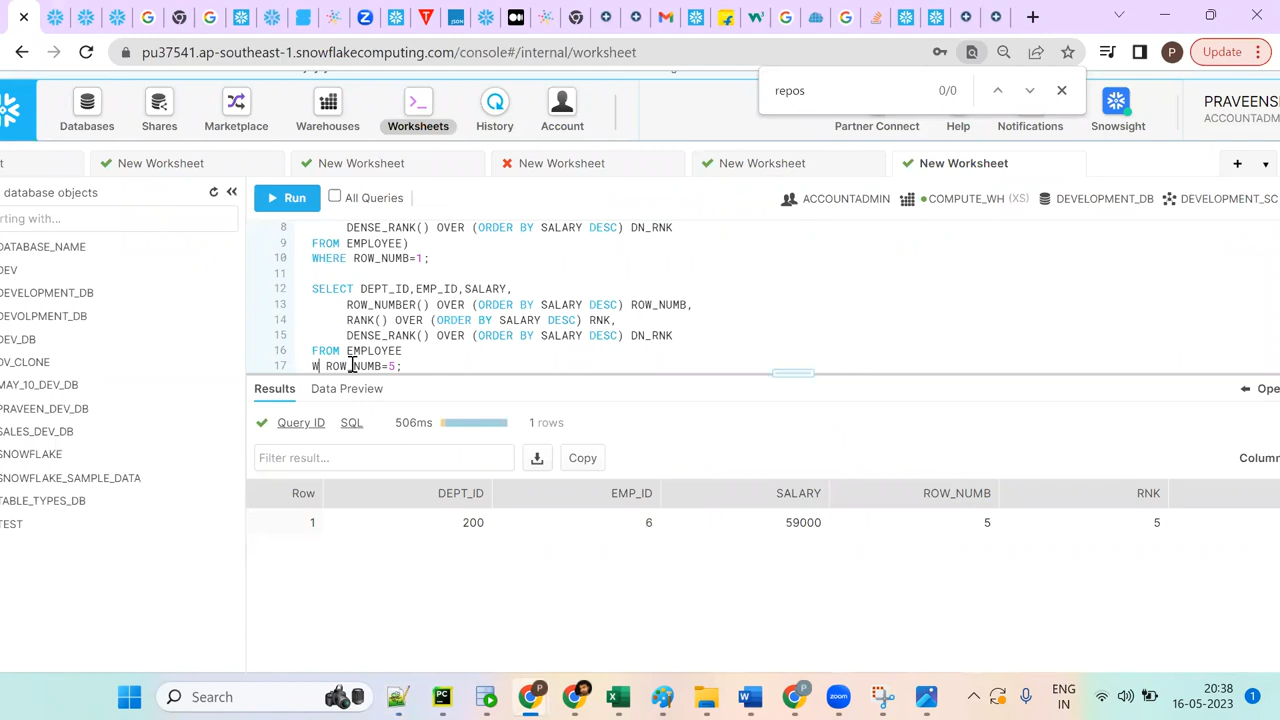 pu37541.ap-southeast-1.snowflakecomputing.com/console#/internal/worksheet
P
Update
repos
0/0
Databases
Shares
Marketplace
Warehouses
Worksheets
History
Account
Partner Connect
Help
Notifications
Snowsight
PRAVEENS
ACCOUNTADMIN
t
New Worksheet
New Worksheet
New Worksheet
New Worksheet
New Worksheet
database objects
Run
All Queries
ACCOUNTADMIN
COMPUTE_WH (XS)
DEVELOPMENT_DB
DEVELOPMENT_SC
rting with...
DATABASE_NAME
DEV
DEVELOPMENT_DB
DEVOLPMENT_DB
DEV_DB
DV_CLONE
MAY_10_DEV_DB
PRAVEEN_DEV_DB
SALES_DEV_DB
SNOWFLAKE
SNOWFLAKE_SAMPLE_DATA
TABLE_TYPES_DB
TEST
8 DENSE_RANK() OVER (ORDER BY SALARY DESC) DN_RNK
9 FROM EMPLOYEE)
10 WHERE ROW_NUMB=1;
11
12 SELECT DEPT_ID,EMP_ID,SALARY,
13 ROW_NUMBER() OVER (ORDER BY SALARY DESC) ROW_NUMB,
14 RANK() OVER (ORDER BY SALARY DESC) RNK,
15 DENSE_RANK() OVER (ORDER BY SALARY DESC) DN_RNK
16 FROM EMPLOYEE
17 W ROW_NUMB=5;
Results
Data Preview
Ope
Query ID
SQL
506ms
1 rows
Filter result...
Copy
Column
Row DEPT_ID EMP_ID SALARY ROW_NUMB RNK
1 200 6 59000 5 5
Search
ENG
IN
20:38
16-05-2023
1